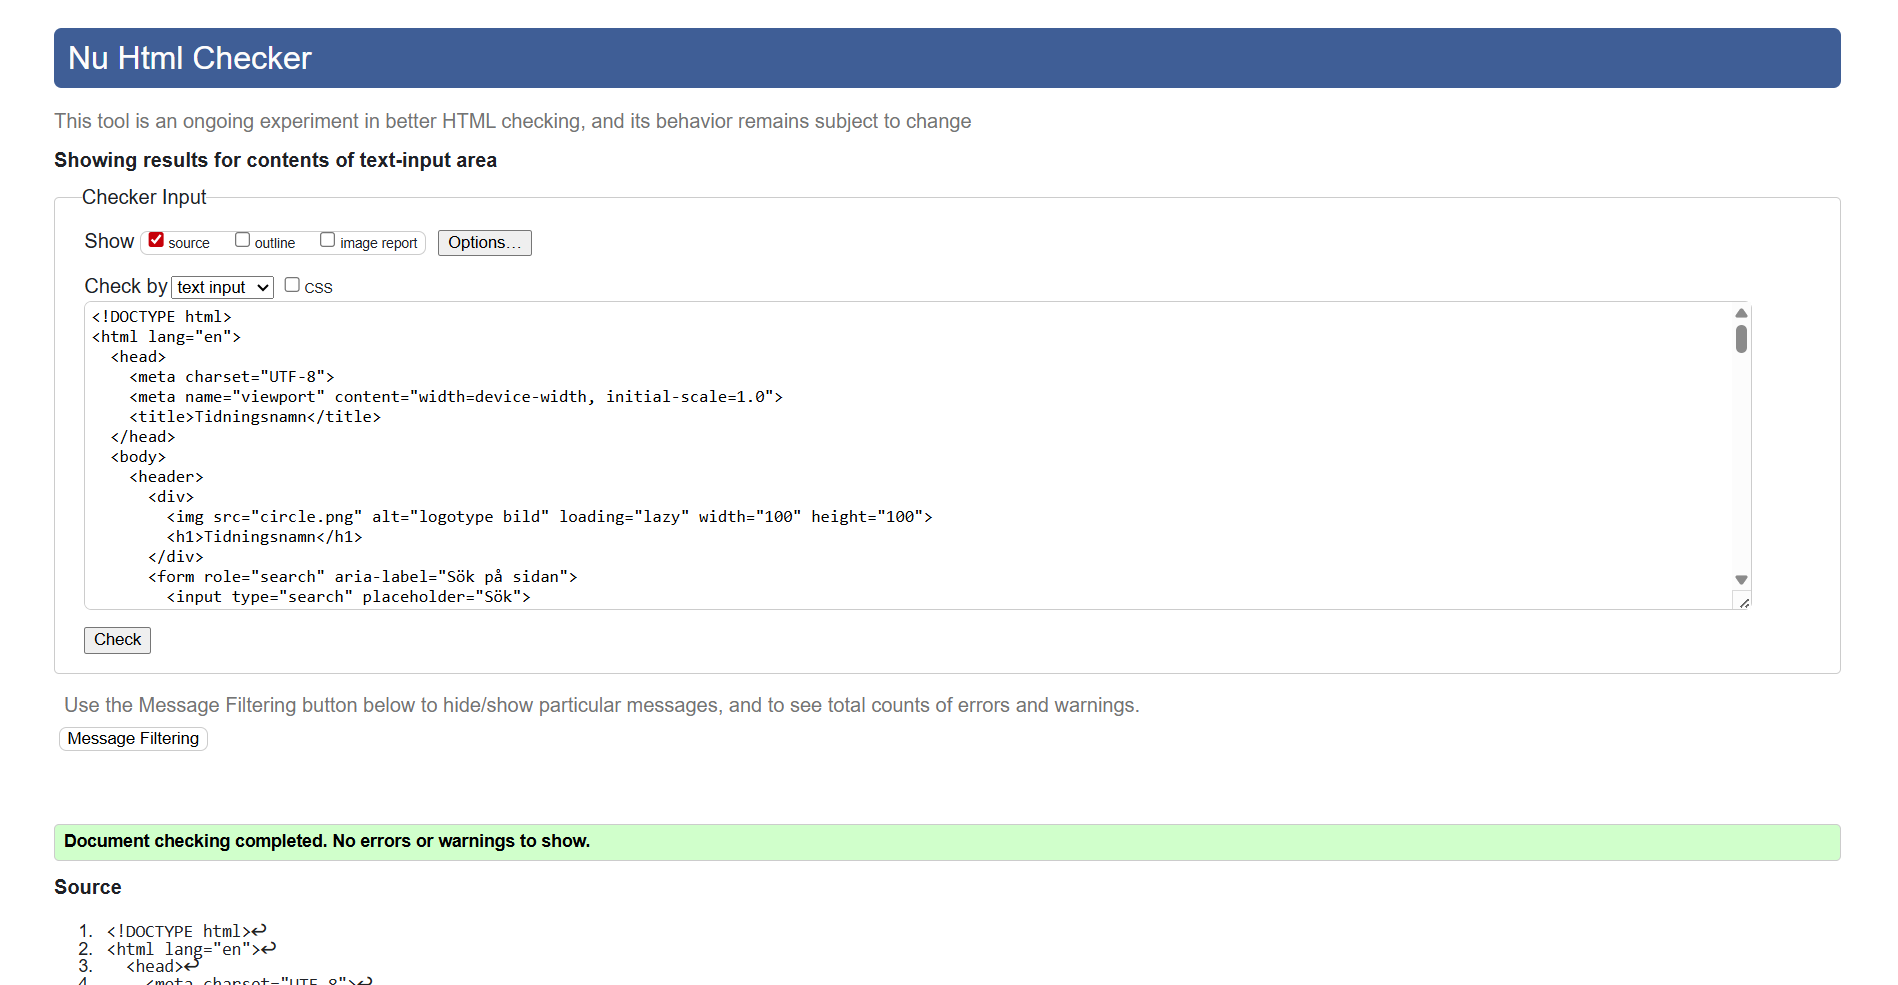 Nu Html Checker
This tool is an ongoing experiment in better HTML checking, and its behavior remains subject to change
Showing results for contents of text-input area
Checker Input
Show source outline image report Options...
Check by text input CSS
<!DOCTYPE html>
<html lang="en">
  <head>
    <meta charset="UTF-8">
    <meta name="viewport" content="width=device-width, initial-scale=1.0">
    <title>Tidningsnamn</title>
  </head>
  <body>
    <header>
      <div>
        <img src="circle.png" alt="logotype bild" loading="lazy" width="100" height="100">
        <h1>Tidningsnamn</h1>
      </div>
      <form role="search" aria-label="Sök på sidan">
        <input type="search" placeholder="Sök">
Check
Use the Message Filtering button below to hide/show particular messages, and to see total counts of errors and warnings.
Message Filtering
Document checking completed. No errors or warnings to show.
Source
1. <!DOCTYPE html>↩
2. <html lang="en">↩
3.   <head>↩
4.     <meta charset="UTF-8">↩